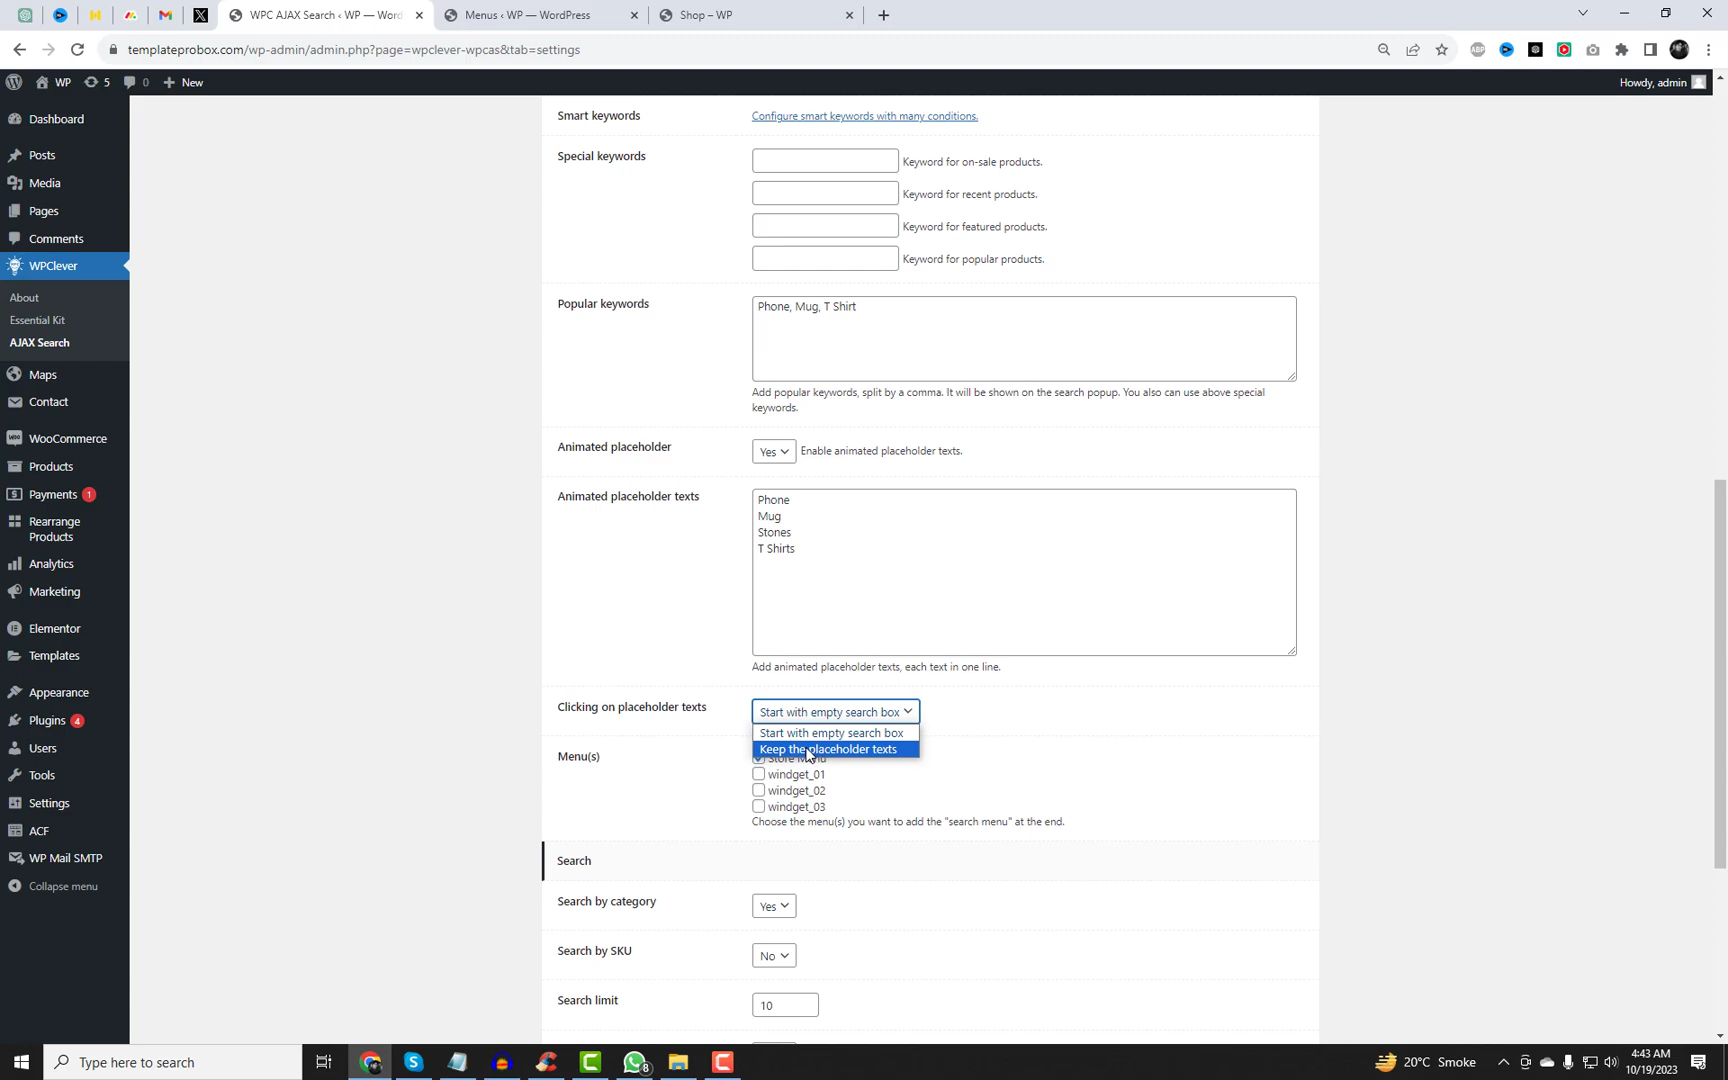 WPC AJAX Search ‹ WP — Word
Menus ‹ WP — WordPress
Shop – WP
templateprobox.com/wp-admin/admin.php?page=wpclever-wpcas&tab=settings
WP
5
0
New
Howdy, admin
Dashboard
Posts
Media
Pages
Comments
WPClever
About
Essential Kit
AJAX Search
Maps
Contact
WooCommerce
Products
Payments 1
Rearrange
Products
Analytics
Marketing
Elementor
Templates
Appearance
Plugins 4
Users
Tools
Settings
ACF
WP Mail SMTP
Collapse menu
Smart keywords
Configure smart keywords with many conditions.
Special keywords
Keyword for on-sale products.
Keyword for recent products.
Keyword for featured products.
Keyword for popular products.
Popular keywords
Phone, Mug, T Shirt
Add popular keywords, split by a comma. It will be shown on the search popup. You also can use above special
keywords.
Animated placeholder
Yes
Enable animated placeholder texts.
Animated placeholder texts
Phone
Mug
Stones
T Shirts
Add animated placeholder texts, each text in one line.
Clicking on placeholder texts
Start with empty search box
Start with empty search box
Keep the placeholder texts
Menu(s)
Store Menu
windget_01
windget_02
windget_03
Choose the menu(s) you want to add the "search menu" at the end.
Search
Search by category
Yes
Search by SKU
No
Search limit
10
Type here to search
8
20°C Smoke
4:43 AM
10/19/2023